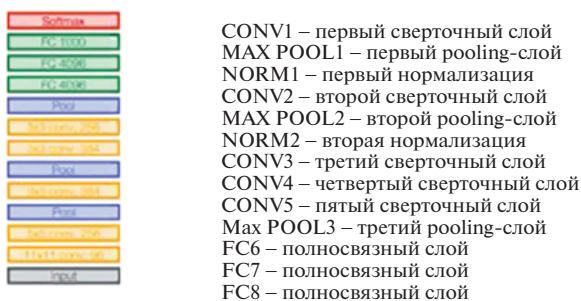 Softmax
FC 1000
FC 4096
FC 4096
Pool
3x3 conv, 256
3x3 conv, 384
Pool
3x3 conv, 384
Pool
5x5 conv, 256
11x11 conv, 96
Input
CONV1 – первый сверточный слой
MAX POOL1 – первый pooling-слой
NORM1 – первый нормализация
CONV2 – второй сверточный слой
MAX POOL2 – второй pooling-слой
NORM2 – вторая нормализация
CONV3 – третий сверточный слой
CONV4 – четвертый сверточный слой
CONV5 – пятый сверточный слой
Max POOL3 – третий pooling-слой
FC6 – полносвязный слой
FC7 – полносвязный слой
FC8 – полносвязный слой